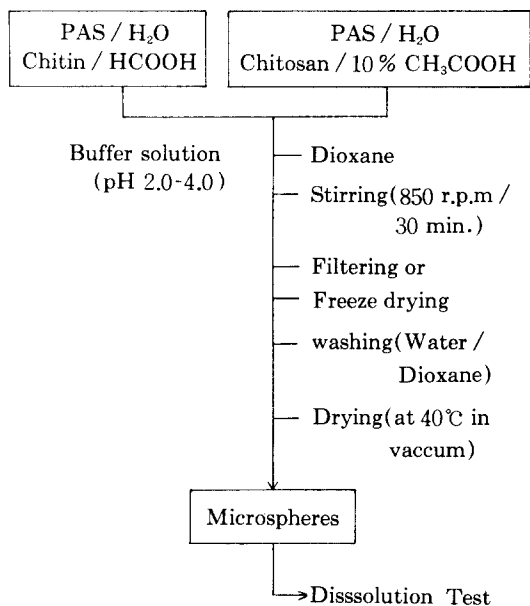 PAS / H₂O
Chitin / HCOOH
PAS / H₂O
Chitosan / 10 % CH₃COOH
Buffer solution
(pH 2.0-4.0)
Dioxane
Stirring(850 r.p.m /
30 min.)
Filtering or
Freeze drying
washing(Water /
Dioxane)
Drying(at 40℃ in
vaccum)
Microspheres
Disssolution Test